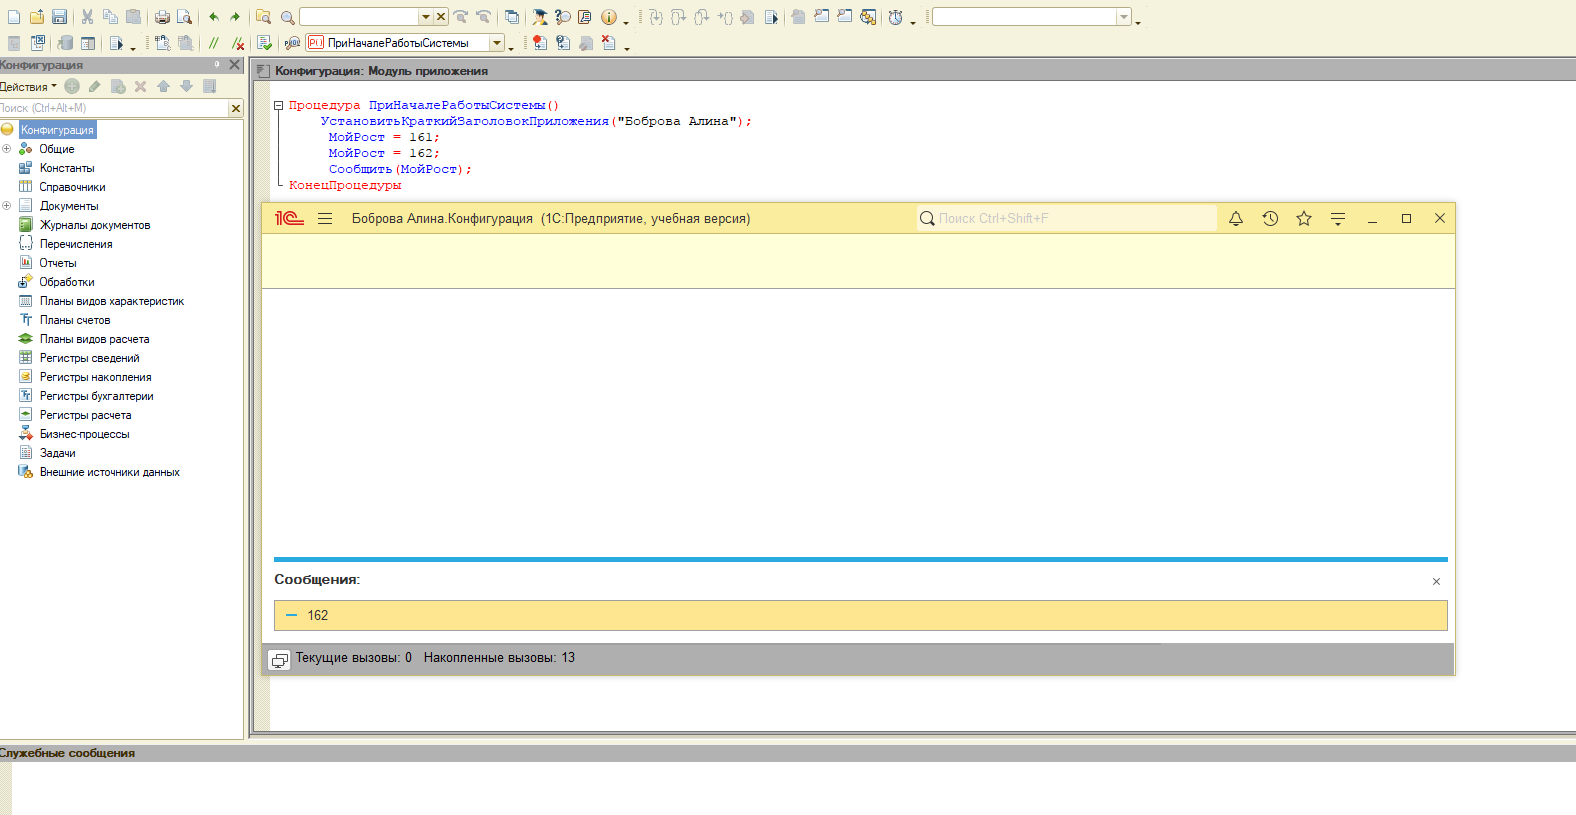 ПриНачалеРаботыСистемы
Конфигурация
Действия
Поиск (Ctrl+Alt+M)
Конфигурация
Общие
Константы
Справочники
Документы
Журналы документов
Перечисления
Отчеты
Обработки
Планы видов характеристик
Планы счетов
Планы видов расчета
Регистры сведений
Регистры накопления
Регистры бухгалтерии
Регистры расчета
Бизнес-процессы
Задачи
Внешние источники данных
Конфигурация: Модуль приложения
Процедура ПриНачалеРаботыСистемы()
УстановитьКраткийЗаголовокПриложения("Боброва Алина");
МойРост = 161;
МойРост = 162;
Сообщить(МойРост);
КонецПроцедуры
1С Боброва Алина.Конфигурация (1С:Предприятие, учебная версия) Поиск Ctrl+Shift+F
Сообщения:
162
Текущие вызовы: 0 Накопленные вызовы: 13
Служебные сообщения